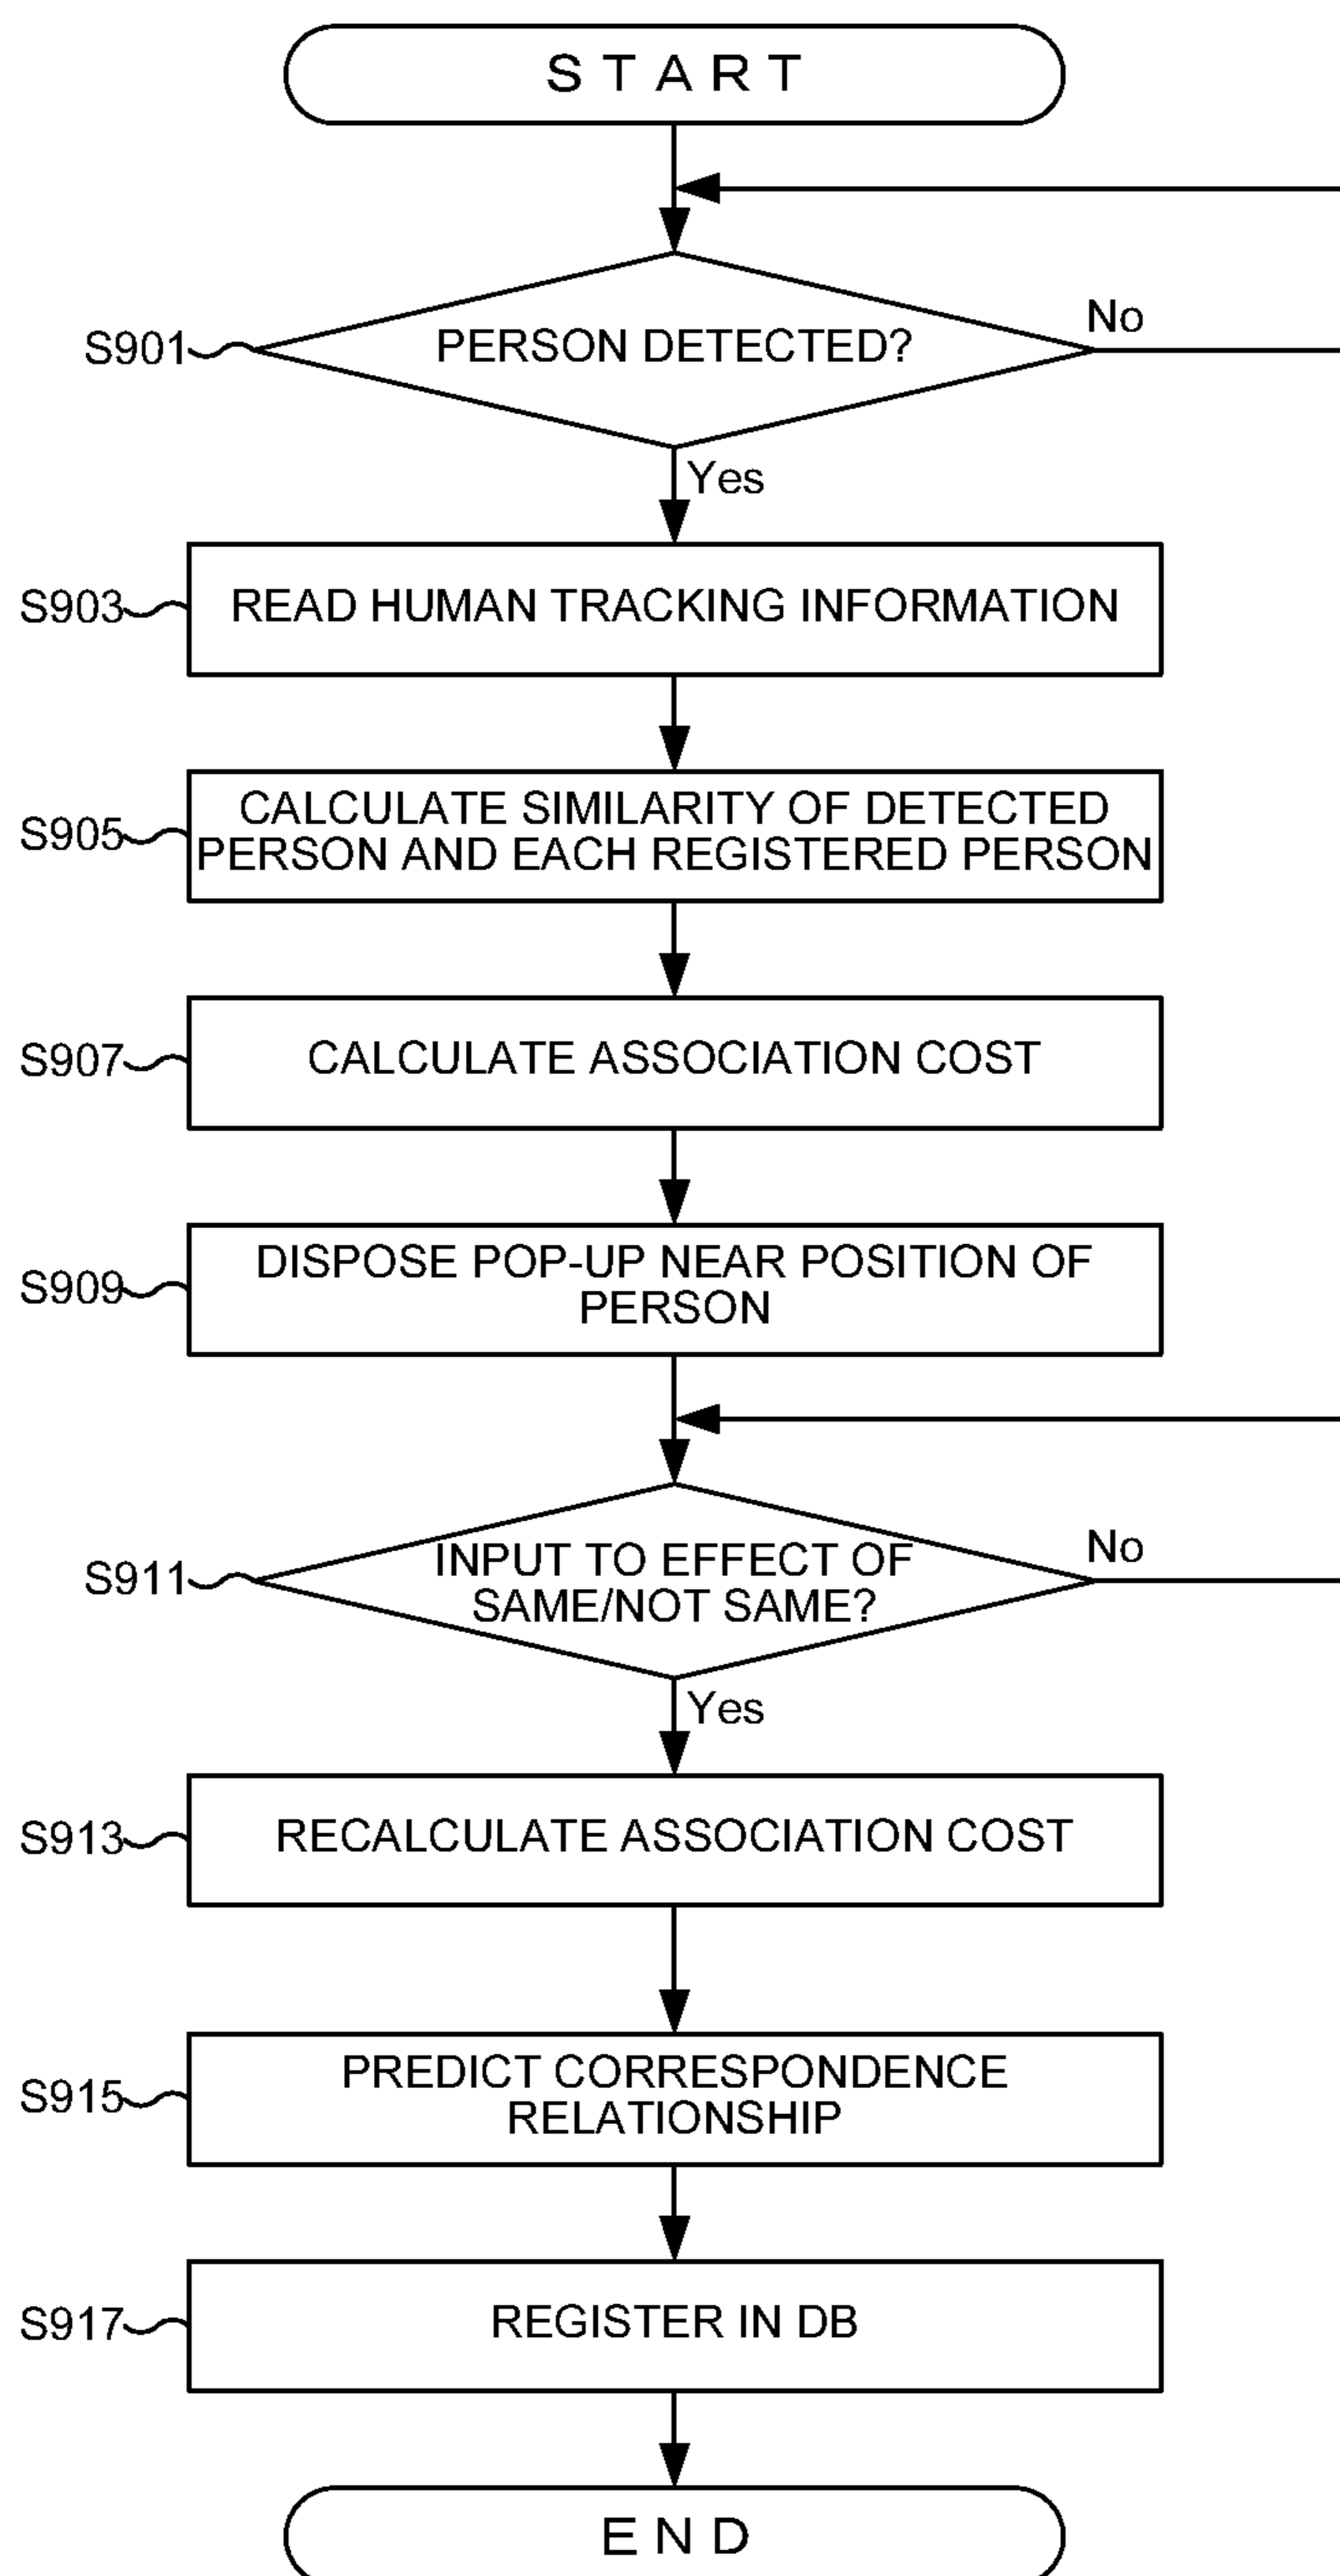 START
S901
PERSON DETECTED?
No
Yes
S903
READ HUMAN TRACKING INFORMATION
S905
CALCULATE SIMILARITY OF DETECTED
PERSON AND EACH REGISTERED PERSON
S907
CALCULATE ASSOCIATION COST
S909
DISPOSE POP-UP NEAR POSITION OF
PERSON
S911
INPUT TO EFFECT OF
SAME/NOT SAME?
No
Yes
S913
RECALCULATE ASSOCIATION COST
S915
PREDICT CORRESPONDENCE
RELATIONSHIP
S917
REGISTER IN DB
END